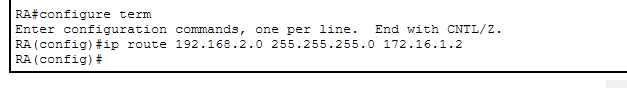 RA#configure term
Enter configuration commands, one per line.  End with CNTL/Z.
RA(config)#ip route 192.168.2.0 255.255.255.0 172.16.1.2
RA(config)#